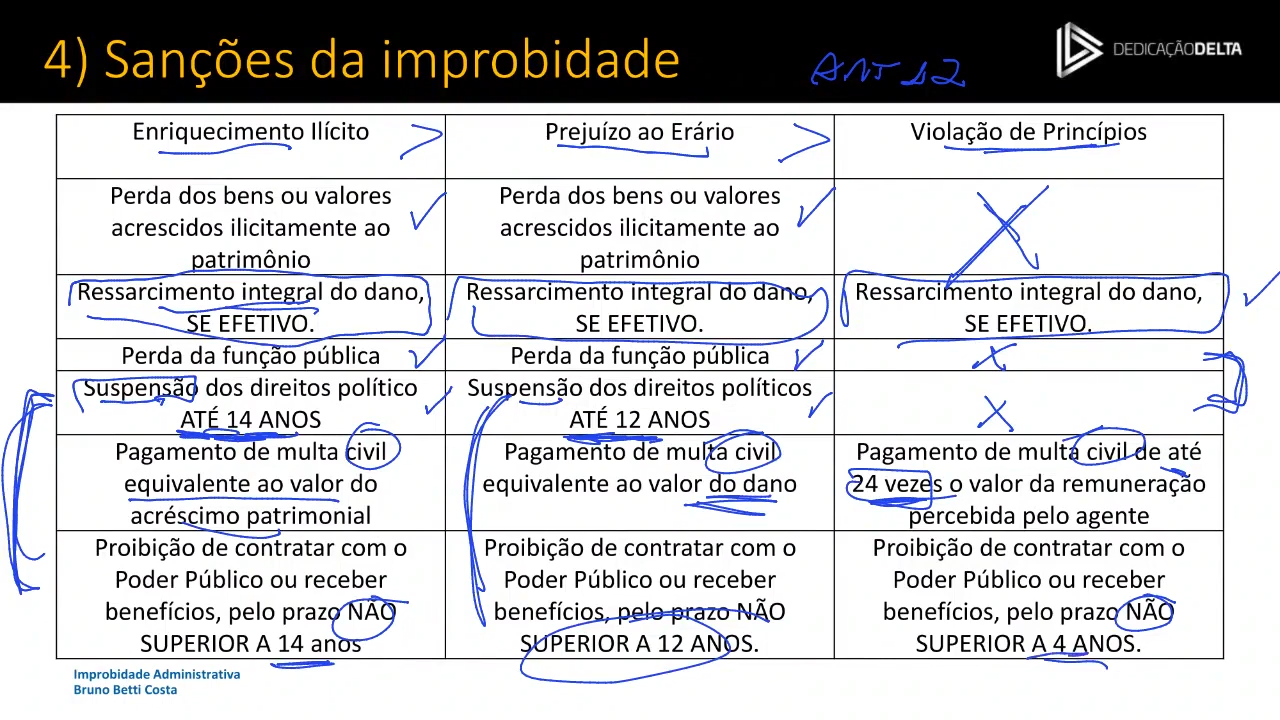 4) Sanções da improbidade
ART 12
DEDICAÇÃODELTA
Enriquecimento Ilícito
>
Prejuízo ao Erário
>
Violação de Princípios
Perda dos bens ou valores
acrescidos ilicitamente ao
patrimônio
Perda dos bens ou valores
acrescidos ilicitamente ao
patrimônio
Ressarcimento integral do dano,
SE EFETIVO.
Ressarcimento integral do dano,
SE EFETIVO.
Ressarcimento integral do dano,
SE EFETIVO.
Perda da função pública
Perda da função pública
Suspensão dos direitos político
ATÉ 14 ANOS
Suspensão dos direitos políticos
ATÉ 12 ANOS
Pagamento de multa civil
equivalente ao valor do
acréscimo patrimonial
Pagamento de multa civil
equivalente ao valor do dano
Pagamento de multa civil de até
24 vezes o valor da remuneração
percebida pelo agente
Proibição de contratar com o
Poder Público ou receber
benefícios, pelo prazo NÃO
SUPERIOR A 14 anos
Proibição de contratar com o
Poder Público ou receber
benefícios, pelo prazo NÃO
SUPERIOR A 12 ANOS.
Proibição de contratar com o
Poder Público ou receber
benefícios, pelo prazo NÃO
SUPERIOR A 4 ANOS.
Improbidade Administrativa
Bruno Betti Costa